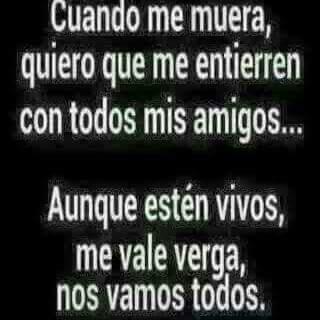 Cuando me muera,
quiero que me entierren
con todos mis amigos...
Aunque estén vivos,
me vale verga,
nos vamos todos.